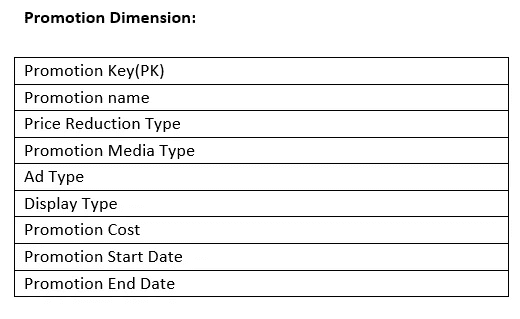 Promotion Dimension:
Promotion Key(PK)
Promotion name
Price Reduction Type
Promotion Media Type
Ad Type
Display Type
Promotion Cost
Promotion Start Date
Promotion End Date